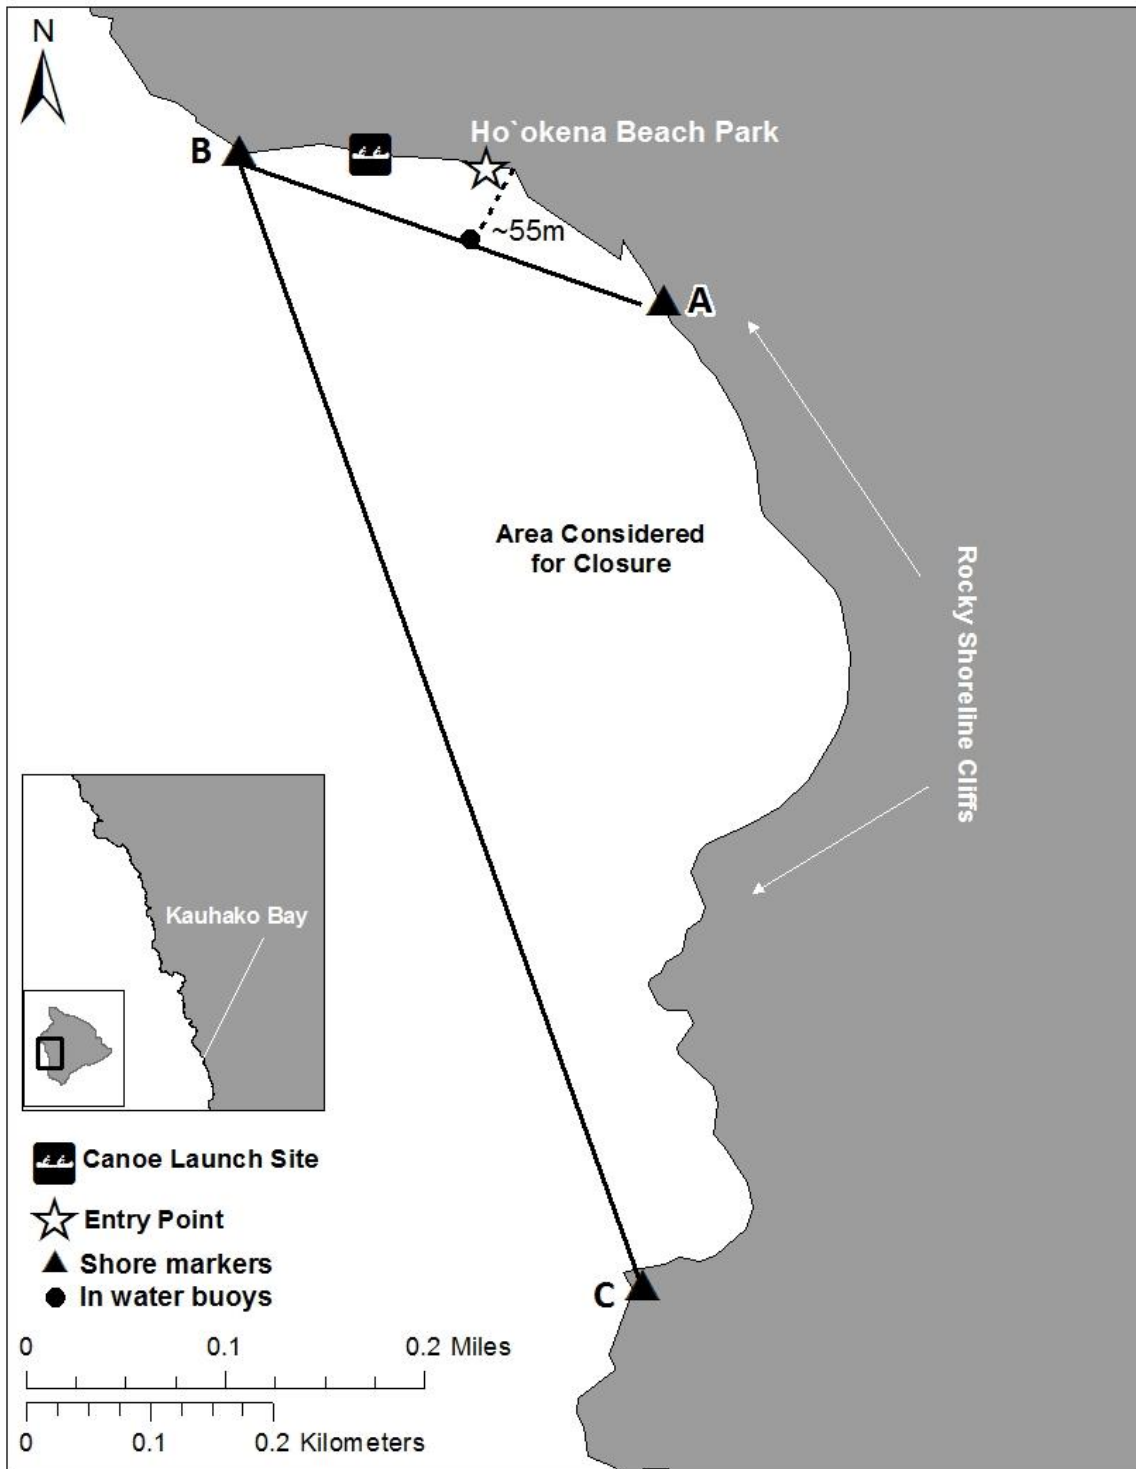 N
Ho`okena Beach Park
B
~55m
A
Area Considered
for Closure
Rocky Shoreline Cliffs
Kauhako Bay
Canoe Launch Site
Entry Point
Shore markers
In water buoys
C
0 0.1 0.2 Miles
0 0.1 0.2 Kilometers